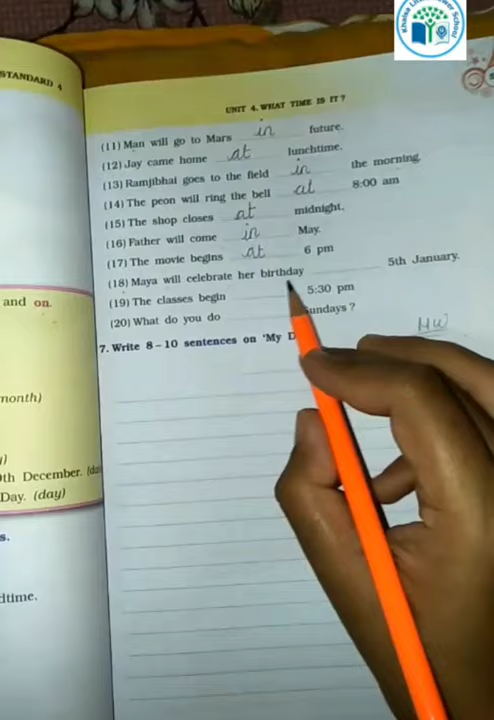 STANDARD 4
UNIT 4. WHAT TIME IS IT ?
(11) Man will go to Mars in future.
(12) Jay came home at lunchtime.
(13) Ramjibhai goes to the field in the morning.
(14) The peon will ring the bell at 8:00 am
(15) The shop closes at midnight.
(16) Father will come in May.
(17) The movie begins at 6 pm
(18) Maya will celebrate her birthday 5th January.
(19) The classes begin 5:30 pm
(20) What do you do Sundays ?
HW
7. Write 8 – 10 sentences on 'My D
and on.
month)
)
th December. (da
Day. (day)
s.
dtime.